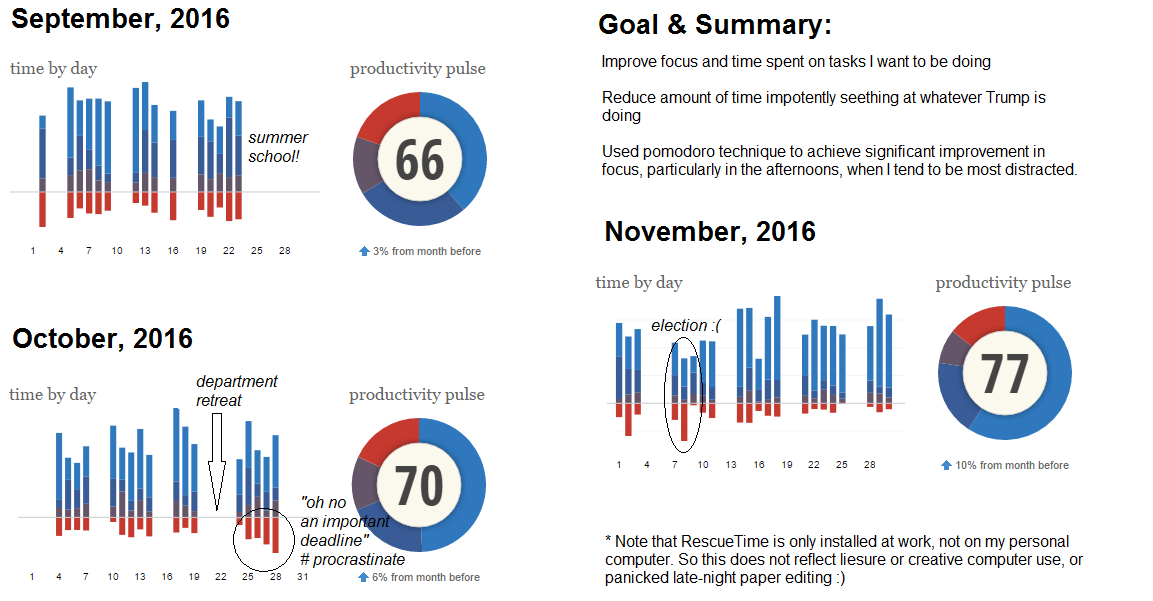 September, 2016
time by day
productivity pulse
summer
school!
66
1 4 7 10 13 16 19 22 25 28
3% from month before
October, 2016
time by day
department
retreat
productivity pulse
70
"oh no
an important
deadline"
# procrastinate
1 4 7 10 13 16 19 22 25 28 31
6% from month before
Goal & Summary:
Improve focus and time spent on tasks I want to be doing
Reduce amount of time impotently seething at whatever Trump is
doing
Used pomodoro technique to achieve significant improvement in
focus, particularly in the afternoons, when I tend to be most distracted.
November, 2016
time by day
productivity pulse
election :(
77
1 4 7 10 13 16 19 22 25 28
10% from month before
* Note that RescueTime is only installed at work, not on my personal
computer. So this does not reflect liesure or creative computer use, or
panicked late-night paper editing :)